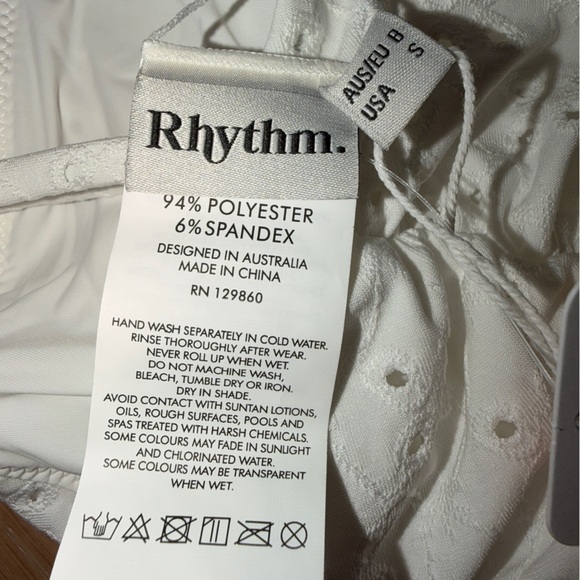 AUS/EU 8
USA S
Rhythm.
94% POLYESTER
6% SPANDEX
DESIGNED IN AUSTRALIA
MADE IN CHINA
RN 129860
HAND WASH SEPARATELY IN COLD WATER.
RINSE THOROUGHLY AFTER WEAR.
NEVER ROLL UP WHEN WET.
DO NOT MACHINE WASH,
BLEACH, TUMBLE DRY OR IRON.
DRY IN SHADE.
AVOID CONTACT WITH SUNTAN LOTIONS,
OILS, ROUGH SURFACES, POOLS AND
SPAS TREATED WITH HARSH CHEMICALS.
SOME COLOURS MAY FADE IN SUNLIGHT
AND CHLORINATED WATER.
SOME COLOURS MAY BE TRANSPARENT
WHEN WET.